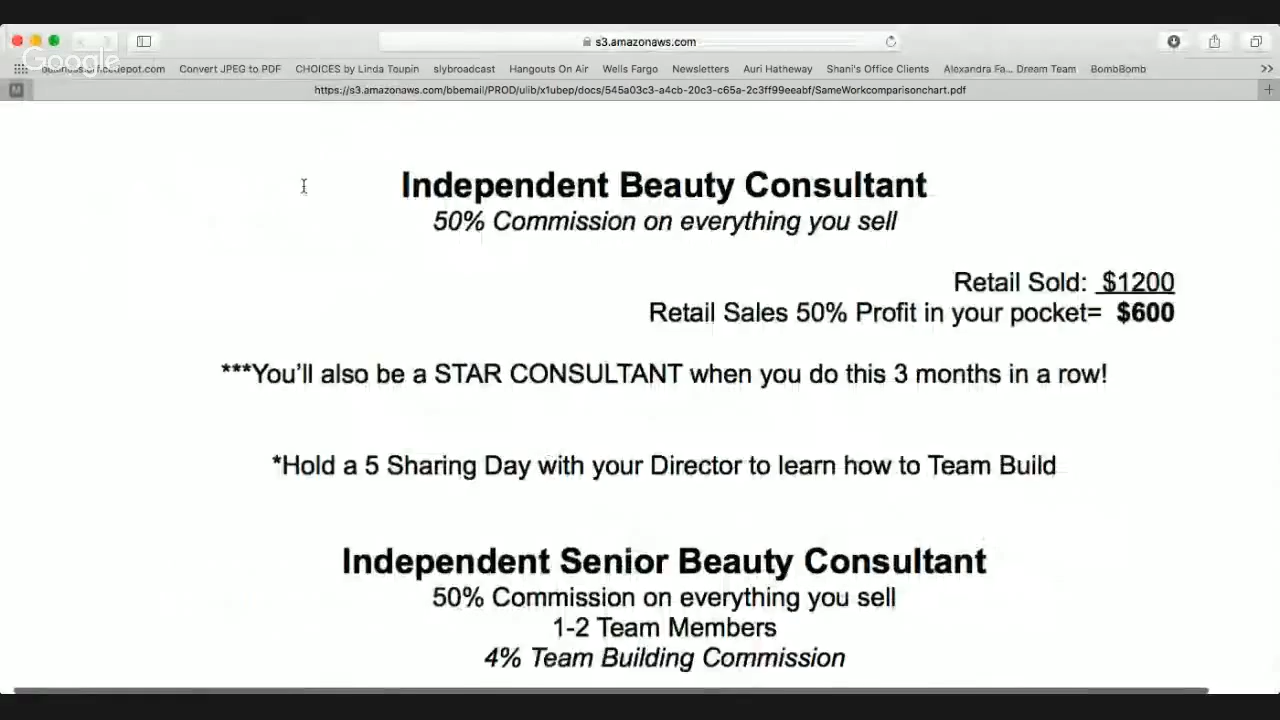 Google
s3.amazonaws.com
Convert JPEG to PDF CHOICES by Linda Toupin slybroadcast Hangouts On Air Wells Fargo Newsletters Auri Hatheway Shani's Office Clients Alexandra Fa... Dream Team BombBomb
M https://s3.amazonaws.com/bbemail/PROD/uiib/x1ubep/docs/545a03c3-a4cb-20c3-c65a-2c3ff99eeabf/SameWorkcomparisonchart.pdf
Independent Beauty Consultant
50% Commission on everything you sell
Retail Sold: $1200
Retail Sales 50% Profit in your pocket= $600
***You'll also be a STAR CONSULTANT when you do this 3 months in a row!
*Hold a 5 Sharing Day with your Director to learn how to Team Build
Independent Senior Beauty Consultant
50% Commission on everything you sell
1-2 Team Members
4% Team Building Commission